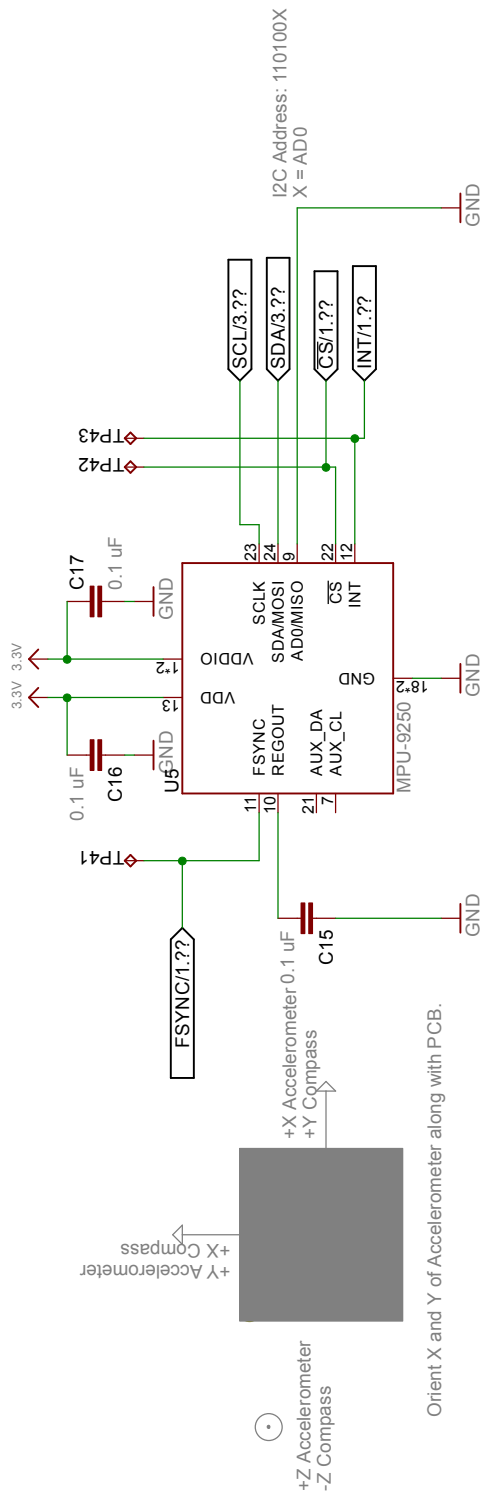 +Z Accelerometer
-Z Compass
+Y Accelerometer
+X Compass
+X Accelerometer
+Y Compass
Orient X and Y of Accelerometer along with PCB.
FSYNC/1.??
TP41
C15
0.1 uF
GND
3.3V
3.3V
C16
0.1 uF
GND
C17
0.1 uF
GND
U5
MPU-9250
VDD
13
VDDIO
1*2
11
FSYNC
10
REGOUT
21
AUX_DA
7
AUX_CL
GND
18*2
GND
SCLK
23
SDA/MOSI
24
AD0/MISO
9
CS
22
INT
12
TP42
TP43
SCL/3.??
SDA/3.??
CS/1.??
INT/1.??
I2C Address: 110100X
X = AD0
GND